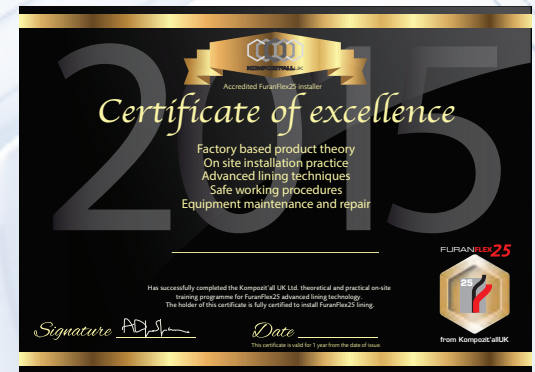 2015
KOMPOZIT'ALL UK
Accredited FuranFlex25 installer
Certificate of excellence
Factory based product theory
On site installation practice
Advanced lining techniques
Safe working procedures
Equipment maintenance and repair
FURANFLEX25
25
Has successfully completed the Kompozit'all UK Ltd. theoretical and practical on-site
training programme for FuranFlex25 advanced lining technology.
The holder of this certificate is fully certified to install FuranFlex25 lining.
Signature
Date
This certificate is valid for 1 year from the date of issue.
from Kompozit'allUK